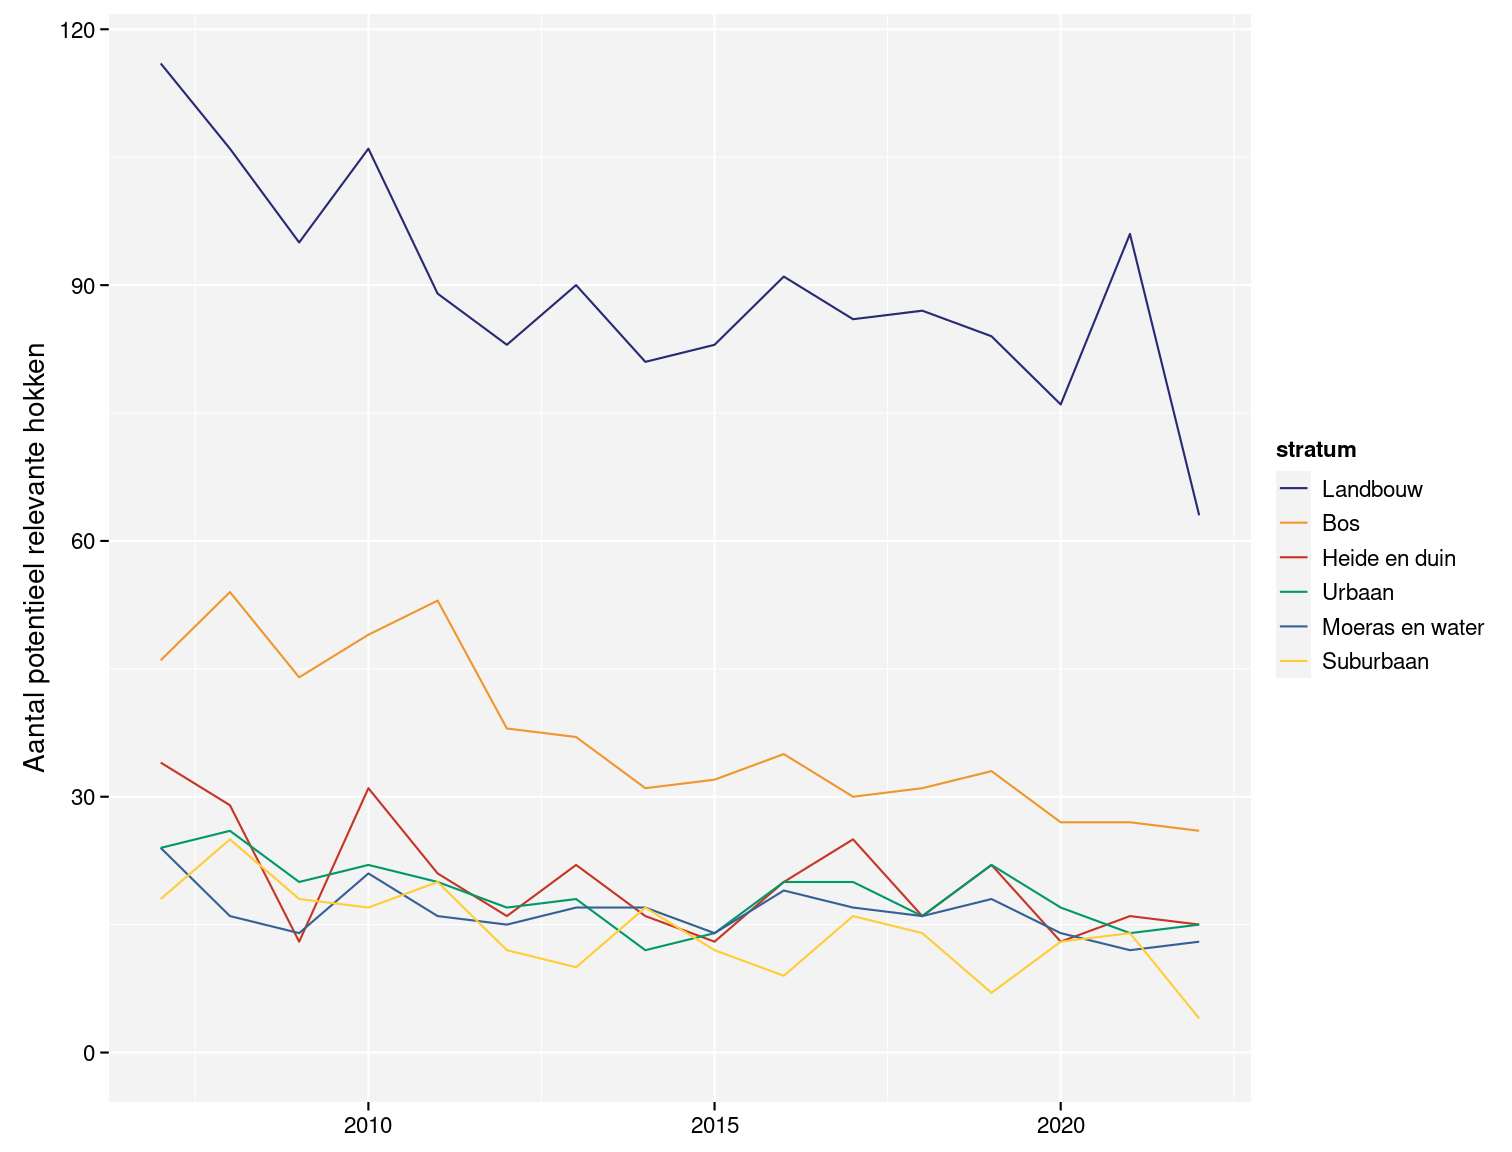 120
90
60
30
0
Aantal potentieel relevante hokken
2010
2015
2020
stratum
Landbouw
Bos
Heide en duin
Urbaan
Moeras en water
Suburbaan